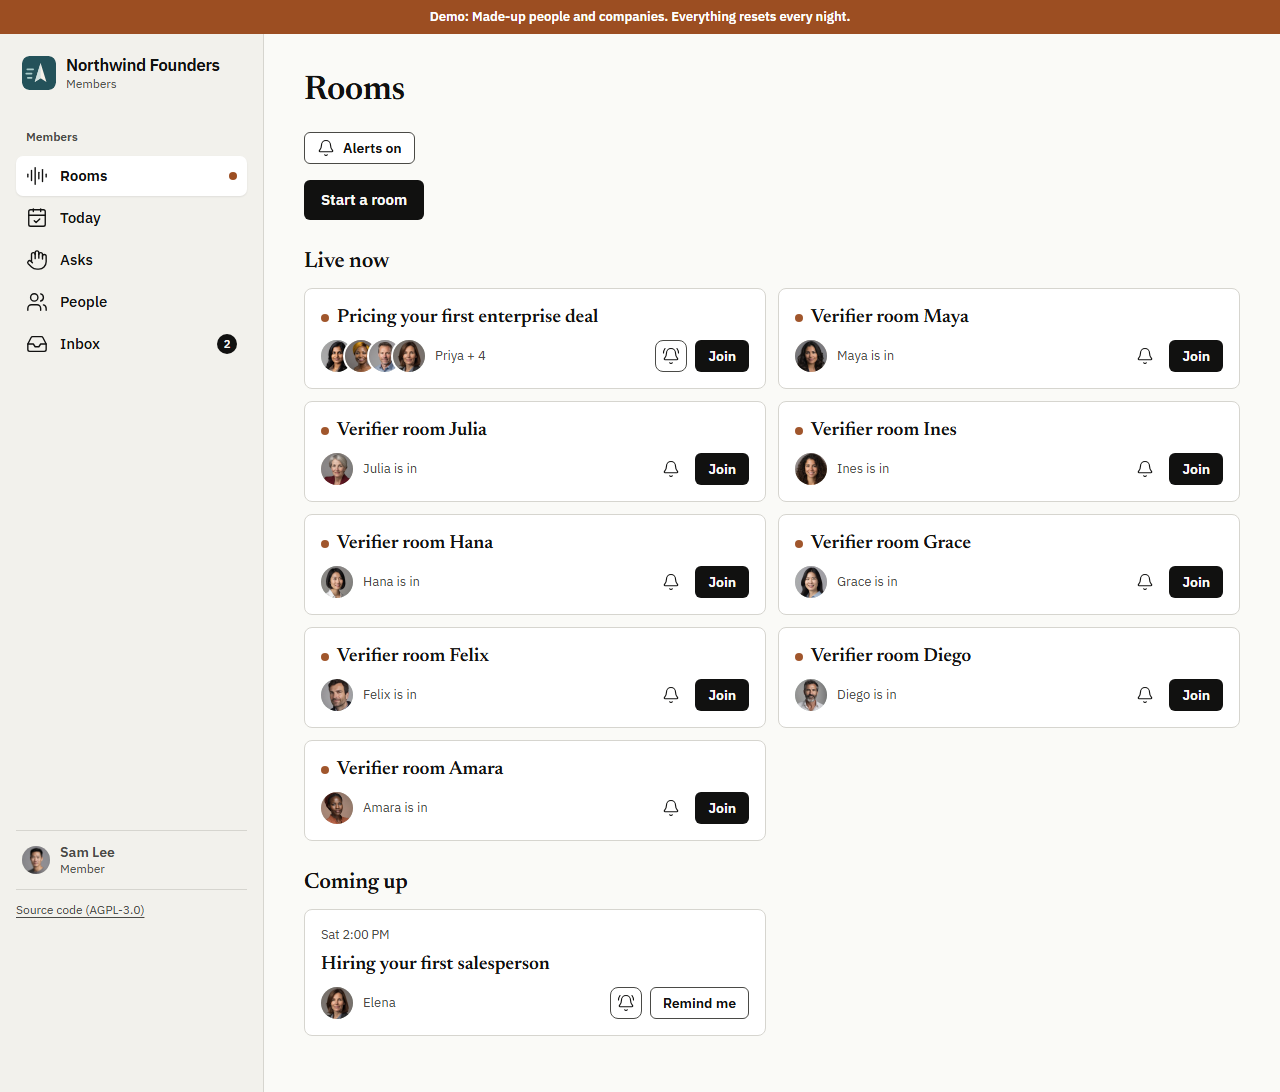 Demo: Made-up people and companies. Everything resets every night.
Northwind Founders
Members
Members
Rooms
Today
Asks
People
Inbox
2
Sam Lee
Member
Source code (AGPL-3.0)
Rooms
Alerts on
Start a room
Live now
Pricing your first enterprise deal
Priya + 4
Join
Verifier room Maya
Maya is in
Join
Verifier room Julia
Julia is in
Join
Verifier room Ines
Ines is in
Join
Verifier room Hana
Hana is in
Join
Verifier room Grace
Grace is in
Join
Verifier room Felix
Felix is in
Join
Verifier room Diego
Diego is in
Join
Verifier room Amara
Amara is in
Join
Coming up
Sat 2:00 PM
Hiring your first salesperson
Elena
Remind me